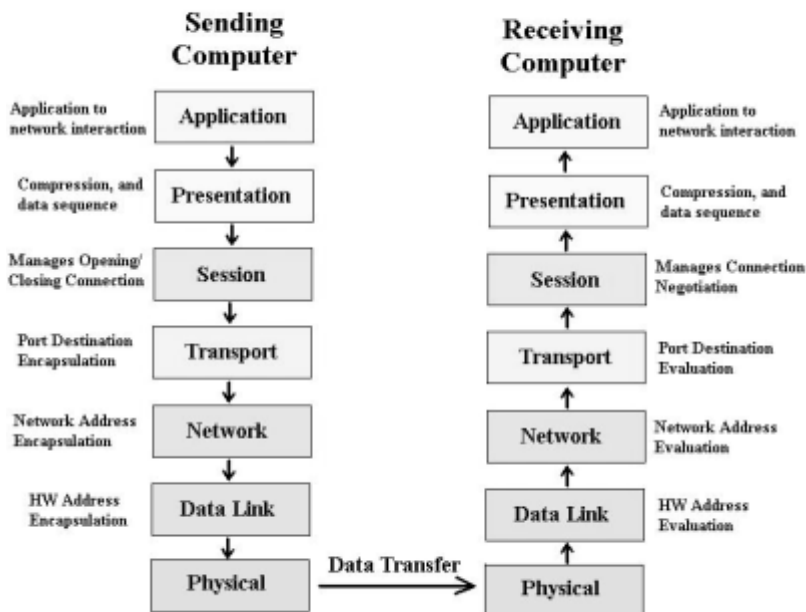 Sending
Computer
Receiving
Computer
Application to
network interaction
Application
Application
Application to
network interaction
Compression, and
data sequence
Presentation
Presentation
Compression, and
data sequence
Manages Opening/
Closing Connection
Session
Session
Manages Connection
Negotiation
Port Destination
Encapsulation
Transport
Transport
Port Destination
Evaluation
Network Address
Encapsulation
Network
Network
Network Address
Evaluation
HW Address
Encapsulation
Data Link
Data Link
HW Address
Evaluation
Physical
Data Transfer
Physical